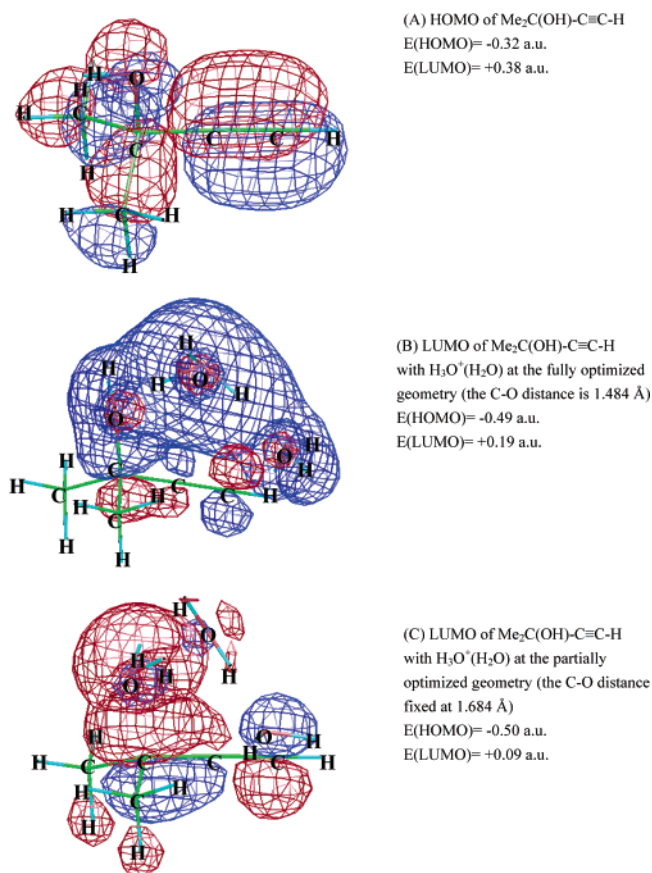 (A) HOMO of Me₂C(OH)-C≡C-H
E(HOMO)= -0.32 a.u.
E(LUMO)= +0.38 a.u.
H O
H
H C
C C H
C
H
H C H
H
(B) LUMO of Me₂C(OH)-C≡C-H
with H₃O⁺(H₂O) at the fully optimized
geometry (the C-O distance is 1.484 Å)
E(HOMO)= -0.49 a.u.
E(LUMO)= +0.19 a.u.
H
H
H O H
O
H
O
H C H
H C C C H
H H
C
H H
(C) LUMO of Me₂C(OH)-C≡C-H
with H₃O⁺(H₂O) at the partially
optimized geometry (the C-O distance
fixed at 1.684 Å)
E(HOMO)= -0.50 a.u.
E(LUMO)= +0.09 a.u.
H
O
H
H H
O
H O H
H
H C C C C H
H H
C
H
H